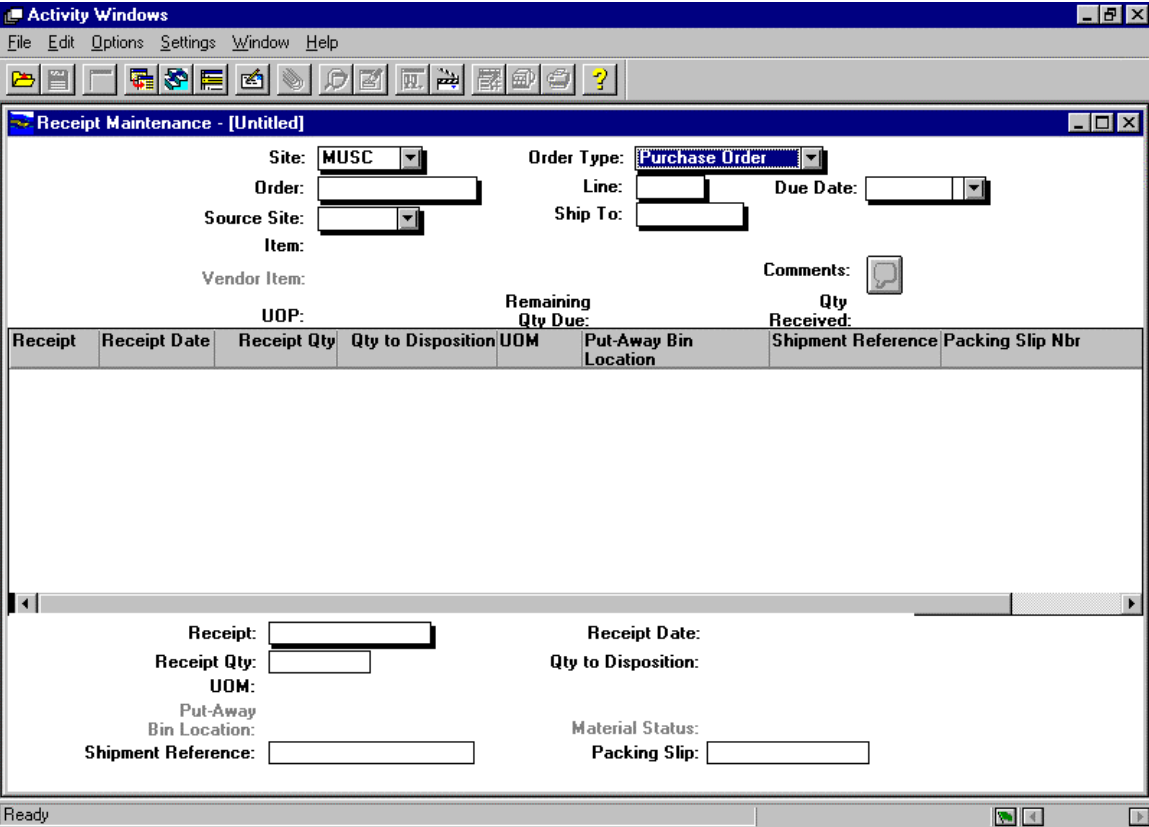 Activity Windows
File Edit Options Settings Window Help
Receipt Maintenance - [Untitled]
Site: MUSC Order Type: Purchase Order
Order: Line: Due Date:
Source Site: Ship To:
Item:
Vendor Item: Comments:
UOP: Remaining Qty Due: Qty Received:
Receipt Receipt Date Receipt Qty Qty to Disposition UOM Put-Away Bin Location Shipment Reference Packing Slip Nbr
Receipt: Receipt Date:
Receipt Qty: Qty to Disposition:
UOM:
Put-Away
Bin Location: Material Status:
Shipment Reference: Packing Slip:
Ready